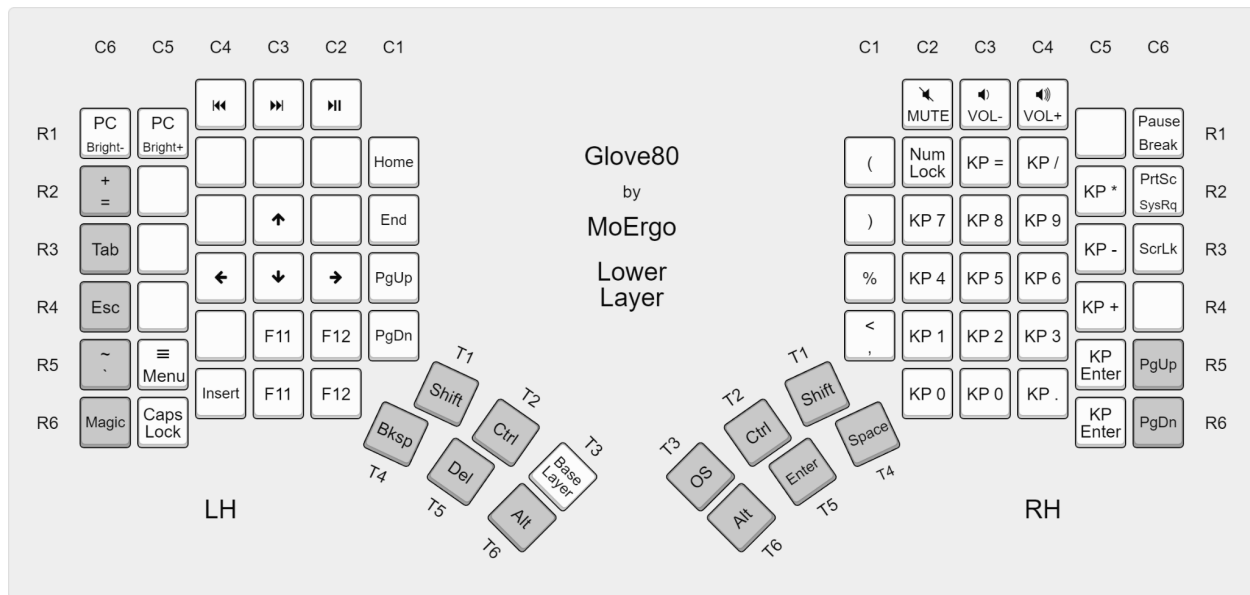 C6 C5 C4 C3 C2 C1 C1 C2 C3 C4 C5 C6
MUTE VOL- VOL+
R1 PC PC Pause R1
Bright- Bright+ Break
Home Glove80 ( Num KP = KP /
Lock
R2 + by KP * PrtSc R2
= SysRq
End MoErgo ) KP 7 KP 8 KP 9
↑
R3 Tab Lower KP - ScrLk R3
← ↓ → PgUp Layer % KP 4 KP 5 KP 6
R4 Esc KP + R4
F11 F12 PgDn < KP 1 KP 2 KP 3
,
R5 ~ ≡ KP PgUp R5
` Menu Enter
Insert F11 F12 KP 0 KP 0 KP .
R6 Magic Caps KP PgDn R6
Lock Enter
T1 T1
Shift T2 T2 Shift
Bksp Ctrl T3 T3 Ctrl Space
T4 Del Base OS Enter T4
Layer
T5 Alt Alt T5
T6 T6
LH RH